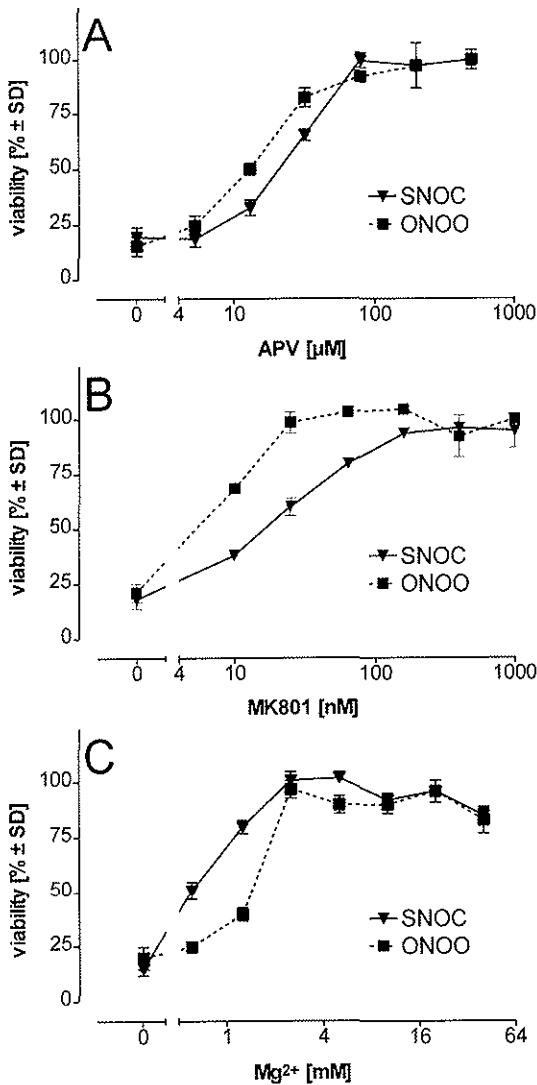 A
viability [% ± SD]
100
75
50
25
0
SNOC
ONOO
0 4 10 100 1000
APV [µM]
B
viability [% ± SD]
100
75
50
25
0
SNOC
ONOO
0 4 10 100 1000
MK801 [nM]
C
viability [% ± SD]
100
75
50
25
0
SNOC
ONOO
0 1 4 16 64
Mg²⁺ [mM]